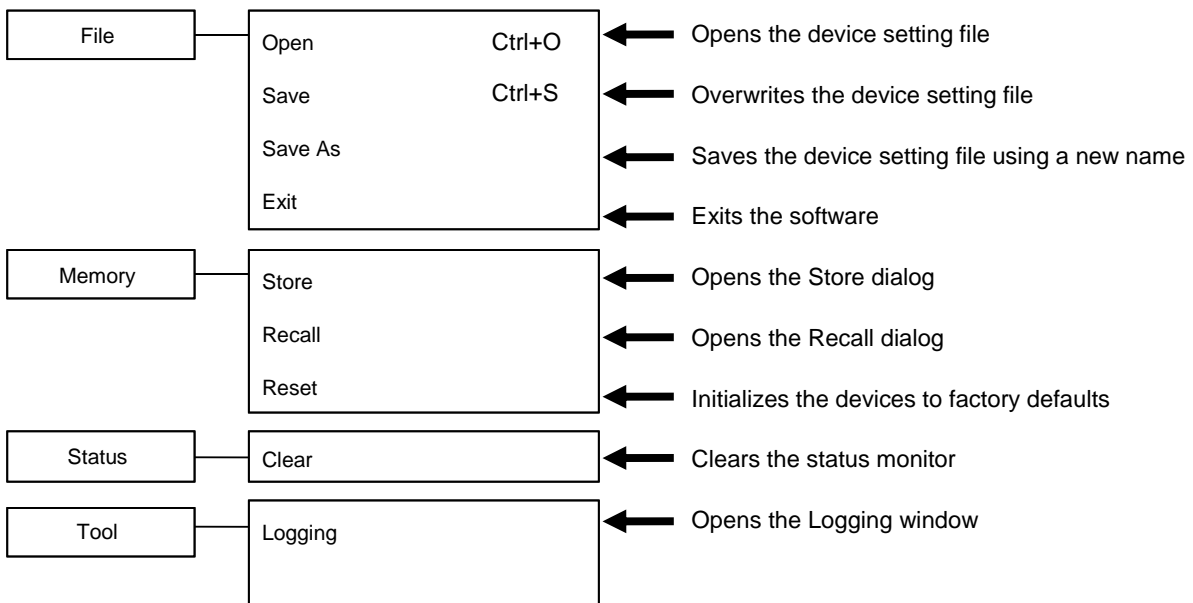 File
Open Ctrl+O Opens the device setting file
Save Ctrl+S Overwrites the device setting file
Save As Saves the device setting file using a new name
Exit Exits the software
Memory
Store Opens the Store dialog
Recall Opens the Recall dialog
Reset Initializes the devices to factory defaults
Status
Clear Clears the status monitor
Tool
Logging Opens the Logging window